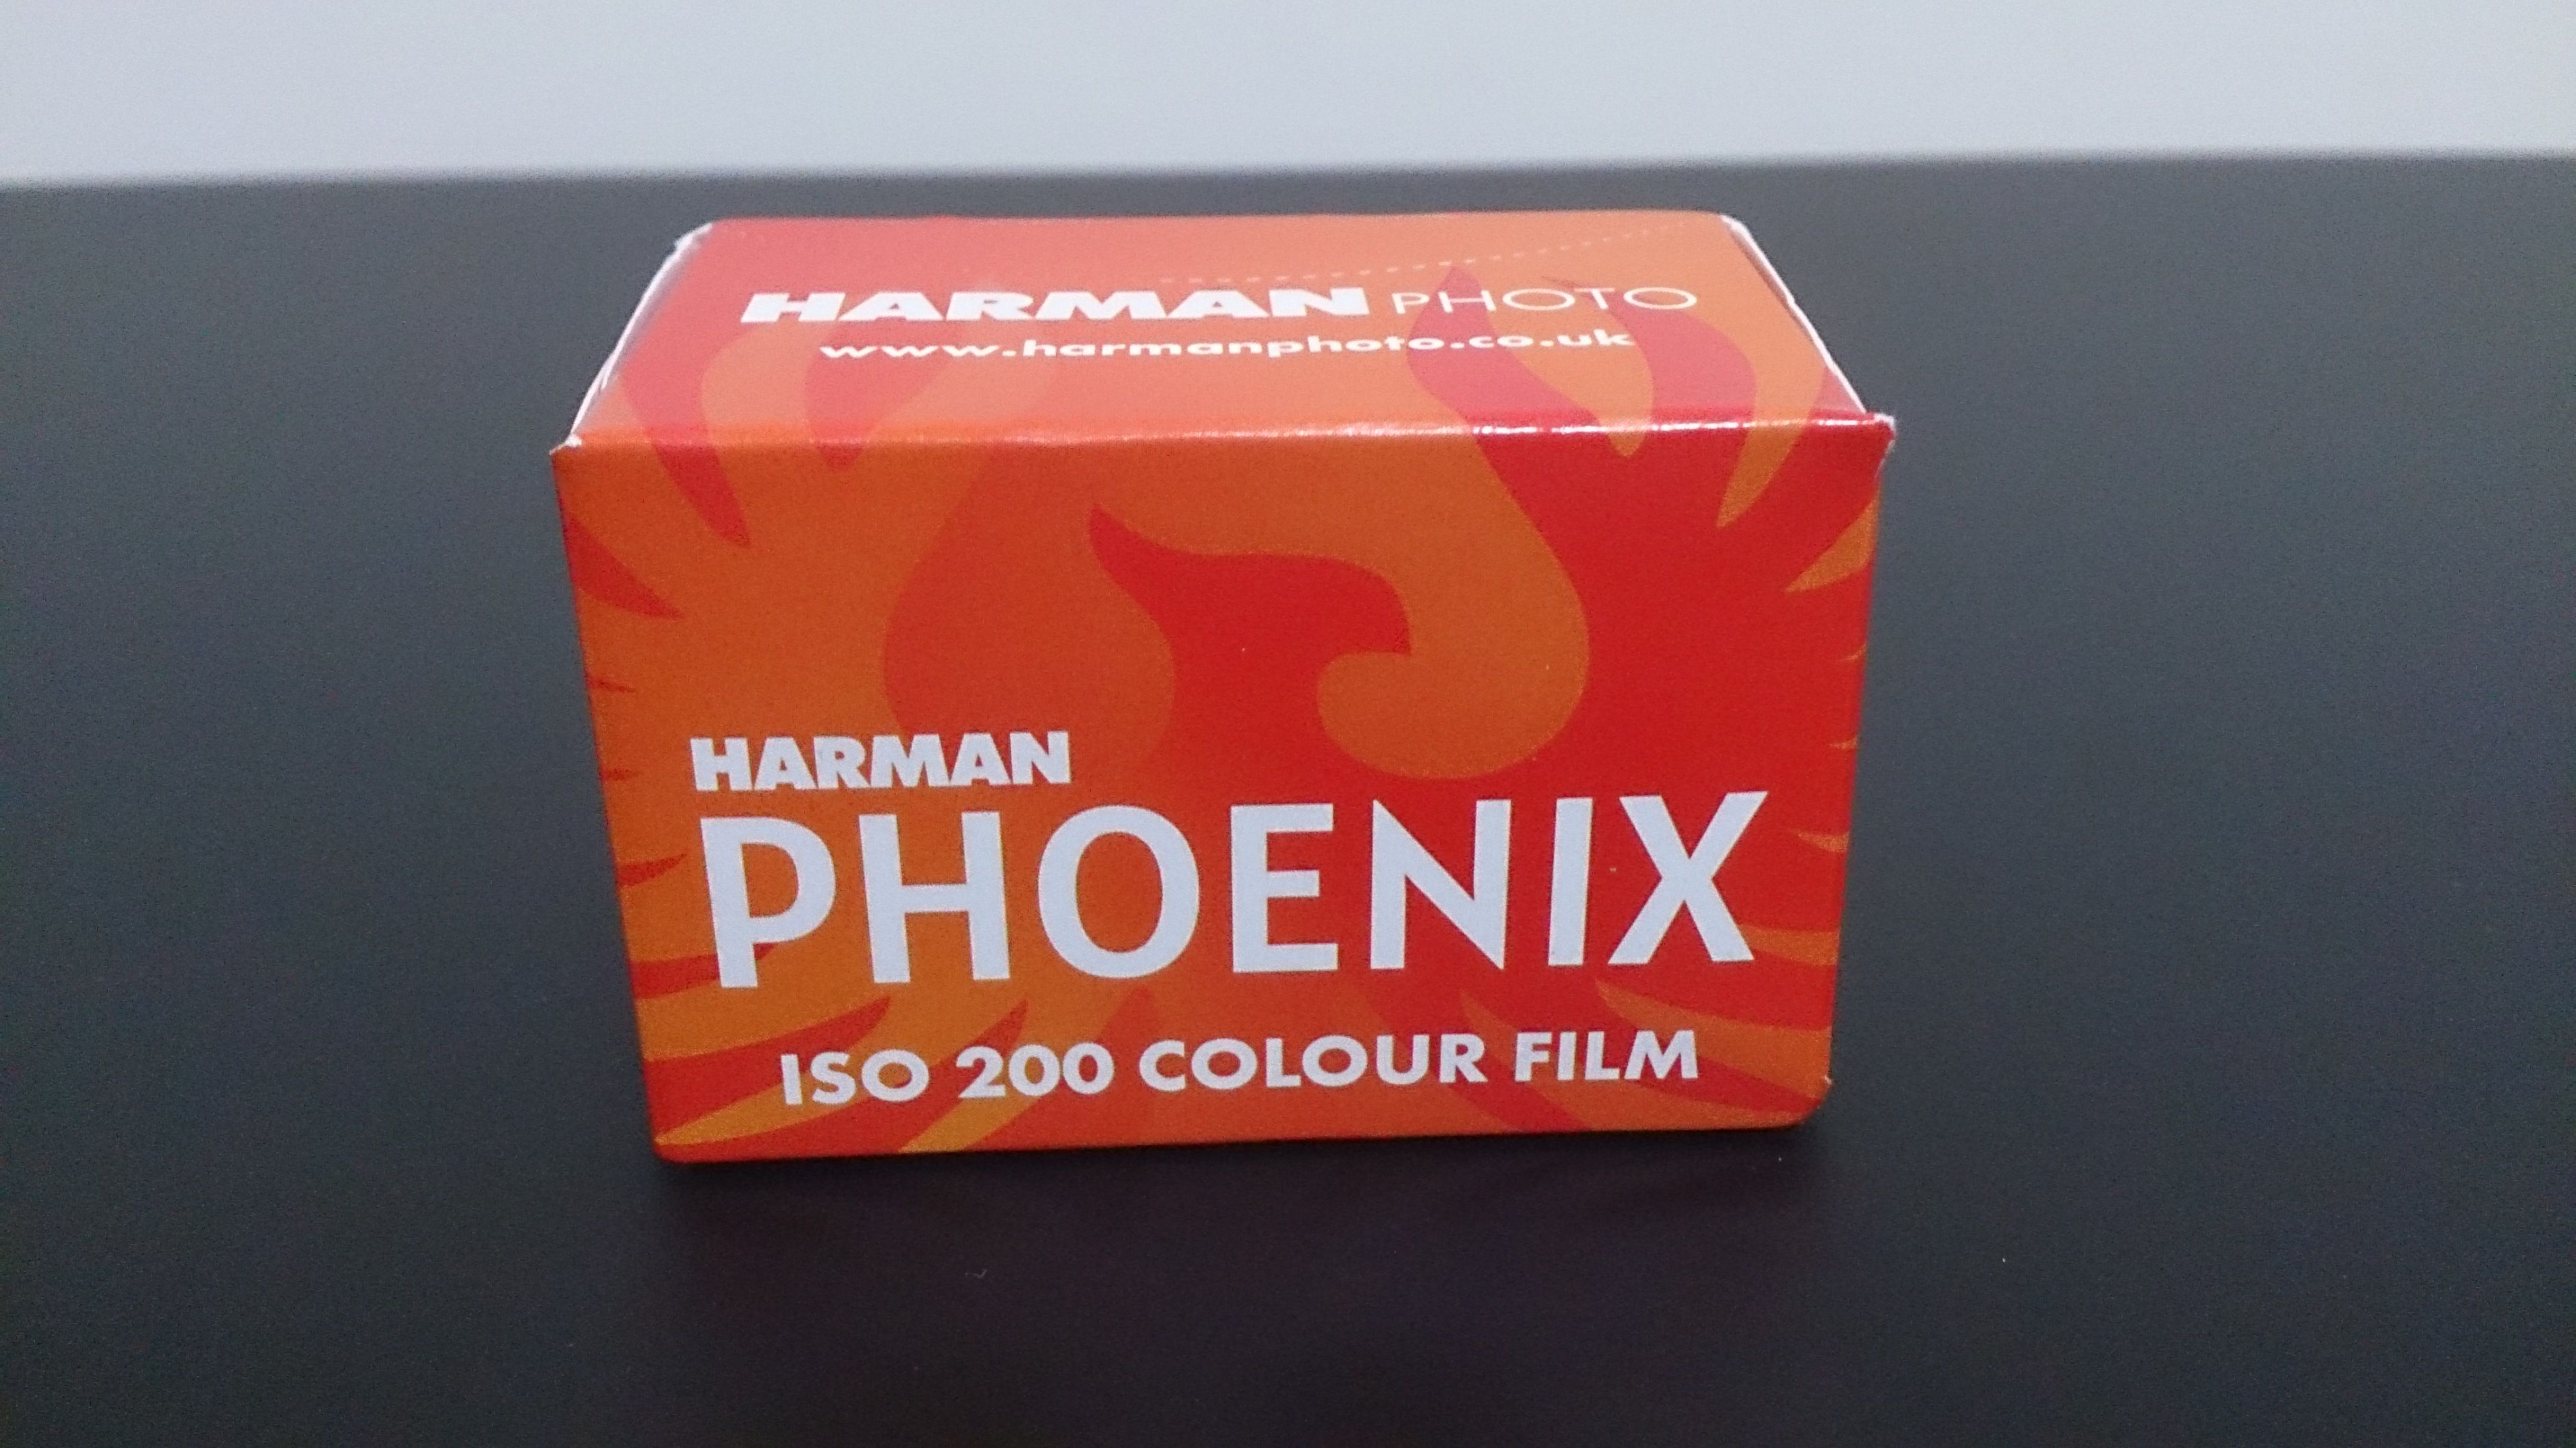 HARMAN PHOTO
www.harmanphoto.co.uk
HARMAN
PHOENIX
ISO 200 COLOUR FILM